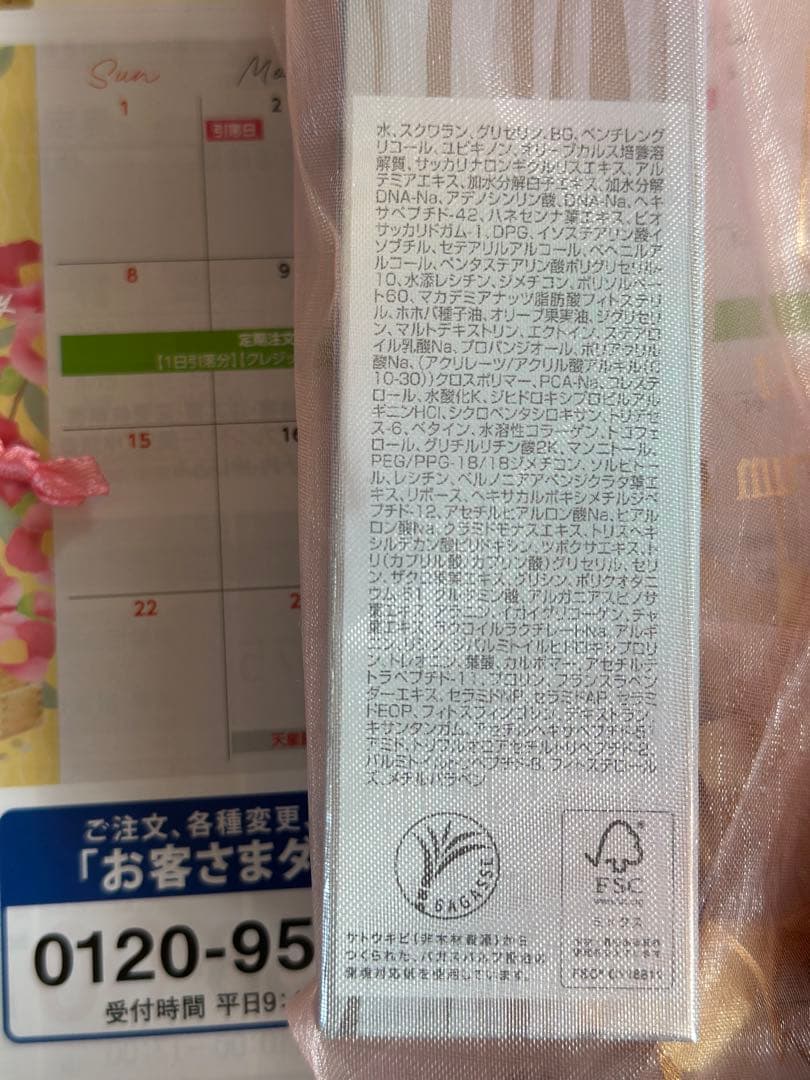 Sun
Mo
1
2
引落日
8
9
定期注文
【1日引落分】【クレジッ
15
16
22
2
ご注文、各種変更、
「お客さまダ
0120-95
受付時間 平日9:
水、スクワラン、グリセリン、BG、ペンチレング
リコール、ユビキノン、オリーブカルス培養溶
解質、サッカリナロンギクルリスエキス、アル
テミアエキス、加水分解白子エキス、加水分解
DNA-Na、アデノシンリン酸、DNA-Na、ヘキ
サペプチド-42、ハネセンナ葉エキス、ビオ
サッカリドガム-1、DPG、イソステアリン酸イ
ソプチル、セテアリルアルコール、ベヘニルア
ルコール、ペンタステアリン酸ポリグリセリル-
10、水添レシチン、ジメチコン、ポリソルベー
ト60、マカデミアナッツ脂肪酸フィトステリ
ル、ホホバ種子油、オリーブ果実油、ジグリセリ
ン、マルトデキストリン、エクトイン、ステアロ
イル乳酸Na、プロパンジオール、ポリアクリル
酸Na、(アクリレーツ/アクリル酸アルキル(C
10-30))クロスポリマー、PCA-Na、コレステ
ロール、水酸化K、ジヒドロキシプロピルアル
ギニンHCl、シクロペンタシロキサン、トリデセ
ス-6、ベタイン、水溶性コラーゲン、トコフェ
ロール、グリチルリチン酸2K、マンニトール、
PEG/PPG-18/18ジメチコン、ソルビトー
ル、レシチン、ベルノニアアペンジクラタ葉エ
キス、リボース、ヘキサカルボキシメチルジペ
プチド-12、アセチルヒアルロン酸Na、ヒアル
ロン酸Na、クラミドモナスエキス、トリスヘキ
シルデカン酸ピリドキシン、ツボクサエキス、ト
リ(カプリル酸/カプリン酸)グリセリル、セリ
ン、ザクロ果実エキス、グリシン、ポリクオタニ
ウム-51、グルタミン酸、アルガニアスピノサ
葉エキス、アラニン、イガイグリコーゲン、チャ
葉エキス、ラウロイルラクチレートNa、アルギ
ニン、リシン、ジパルミトイルヒドロキシプロリ
ン、トレオニン、葉酸、カルボマー、アセチルテ
トラペプチド-11、プロリン、フランスラベン
ダーエキス、セラミドNP、セラミドAP、セラミ
ドEOP、フィトスフィンゴシン、デキストラン、
キサンタンガム、アセチルヘキサペプチド-51
アミド、トリフルオロアセチルトリペプチド-2、
パルミトイルトリペプチド-8、フィトステロール
ズ、メチルパラベン
BAGASSE
FSC
www.fsc.org
ミックス
サトウキビ(非木材資源)から
つくられた、バガスパルプ配合の
環境対応紙を使用しています。